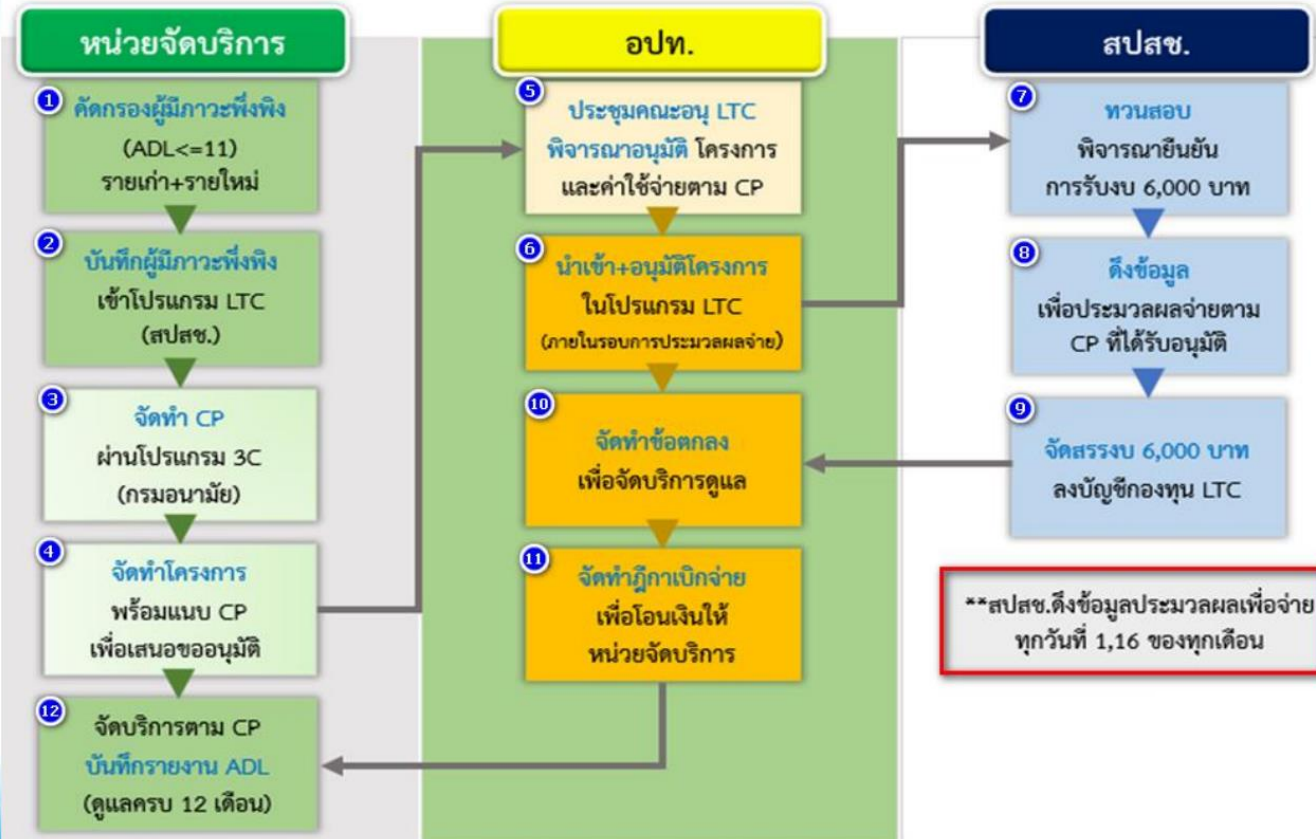 หน่วยจัดบริการ
1
คัดกรองผู้มีภาวะพึ่งพิง
(ADL<=11)
รายเก่า+รายใหม่
2
บันทึกผู้มีภาวะพึ่งพิง
เข้าโปรแกรม LTC
(สปสช.)
3
จัดทำ CP
ผ่านโปรแกรม 3C
(กรมอนามัย)
4
จัดทำโครงการ
พร้อมแนบ CP
เพื่อเสนอขออนุมัติ
12
จัดบริการตาม CP
บันทึกรายงาน ADL
(ดูแลครบ 12 เดือน)
อปท.
5
ประชุมคณะอนุ LTC
พิจารณาอนุมัติ โครงการ
และค่าใช้จ่ายตาม CP
6
นำเข้า+อนุมัติโครงการ
ในโปรแกรม LTC
(ภายในรอบการประมวลผลจ่าย)
10
จัดทำข้อตกลง
เพื่อจัดบริการดูแล
11
จัดทำฎีกาเบิกจ่าย
เพื่อโอนเงินให้
หน่วยจัดบริการ
สปสช.
7
ทวนสอบ
พิจารณายืนยัน
การรับงบ 6,000 บาท
8
ดึงข้อมูล
เพื่อประมวลผลจ่ายตาม
CP ที่ได้รับอนุมัติ
9
จัดสรรงบ 6,000 บาท
ลงบัญชีกองทุน LTC
**สปสช.ดึงข้อมูลประมวลผลเพื่อจ่าย
ทุกวันที่ 1,16 ของทุกเดือน